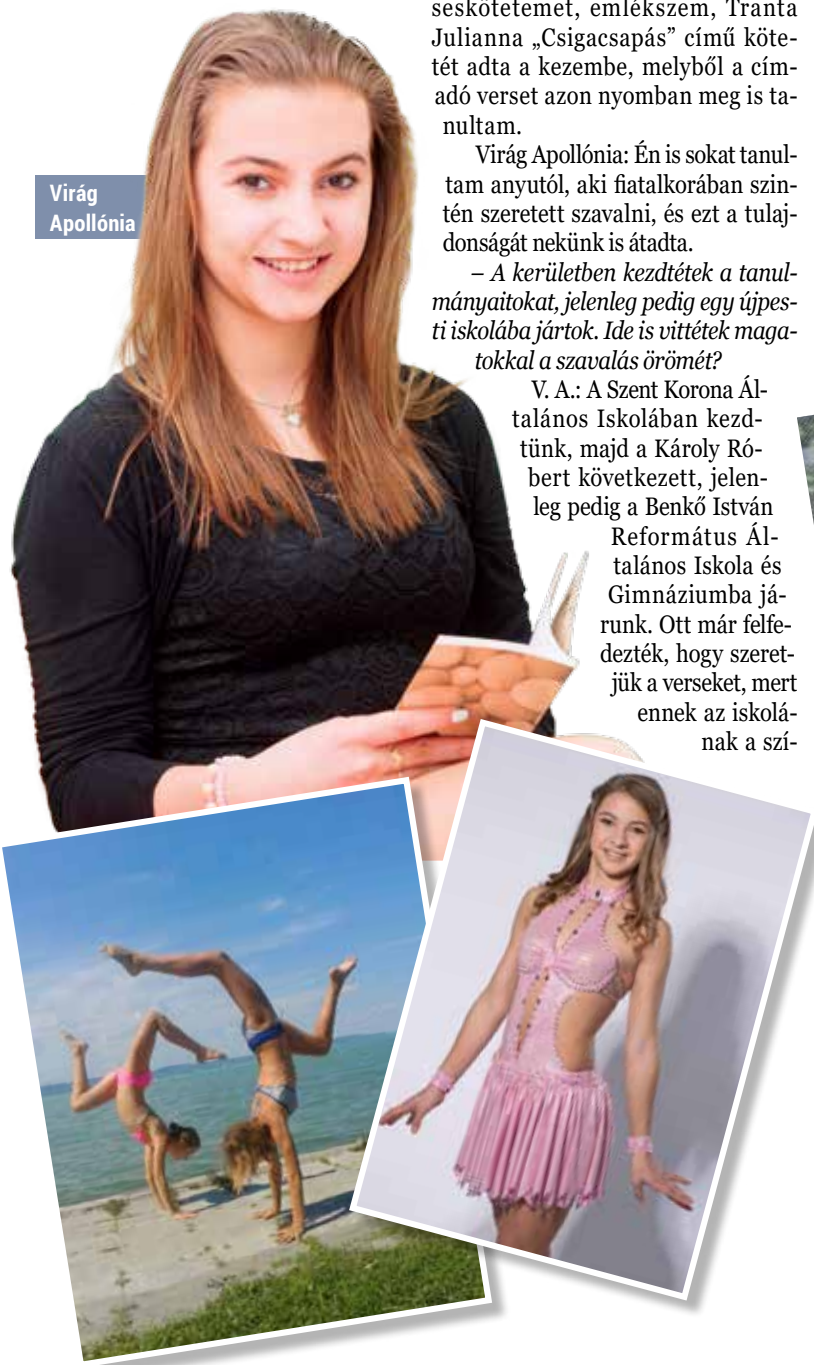 seskötetemet, emlékszem, Tranta
Julianna „Csigacsapás” című köte-
tét adta a kezembe, melyből a cím-
adó verset azon nyomban meg is ta-
nultam.
Virág Apollónia: Én is sokat tanul-
tam anyutól, aki fiatalkorában szin-
tén szeretett szavalni, és ezt a tulaj-
donságát nekünk is átadta.
– A kerületben kezdtétek a tanul-
mányaitokat, jelenleg pedig egy újpes-
ti iskolába jártok. Ide is vittétek maga-
tokkal a szavalás örömét?
V. A.: A Szent Korona Ál-
talános Iskolában kezd-
tünk, majd a Károly Ró-
bert következett, jelen-
leg pedig a Benkő István
Református Ál-
talános Iskola és
Gimnáziumba já-
runk. Ott már felfe-
dezték, hogy szeret-
jük a verseket, mert
ennek az iskolá-
nak a szí-
Virág
Apollónia